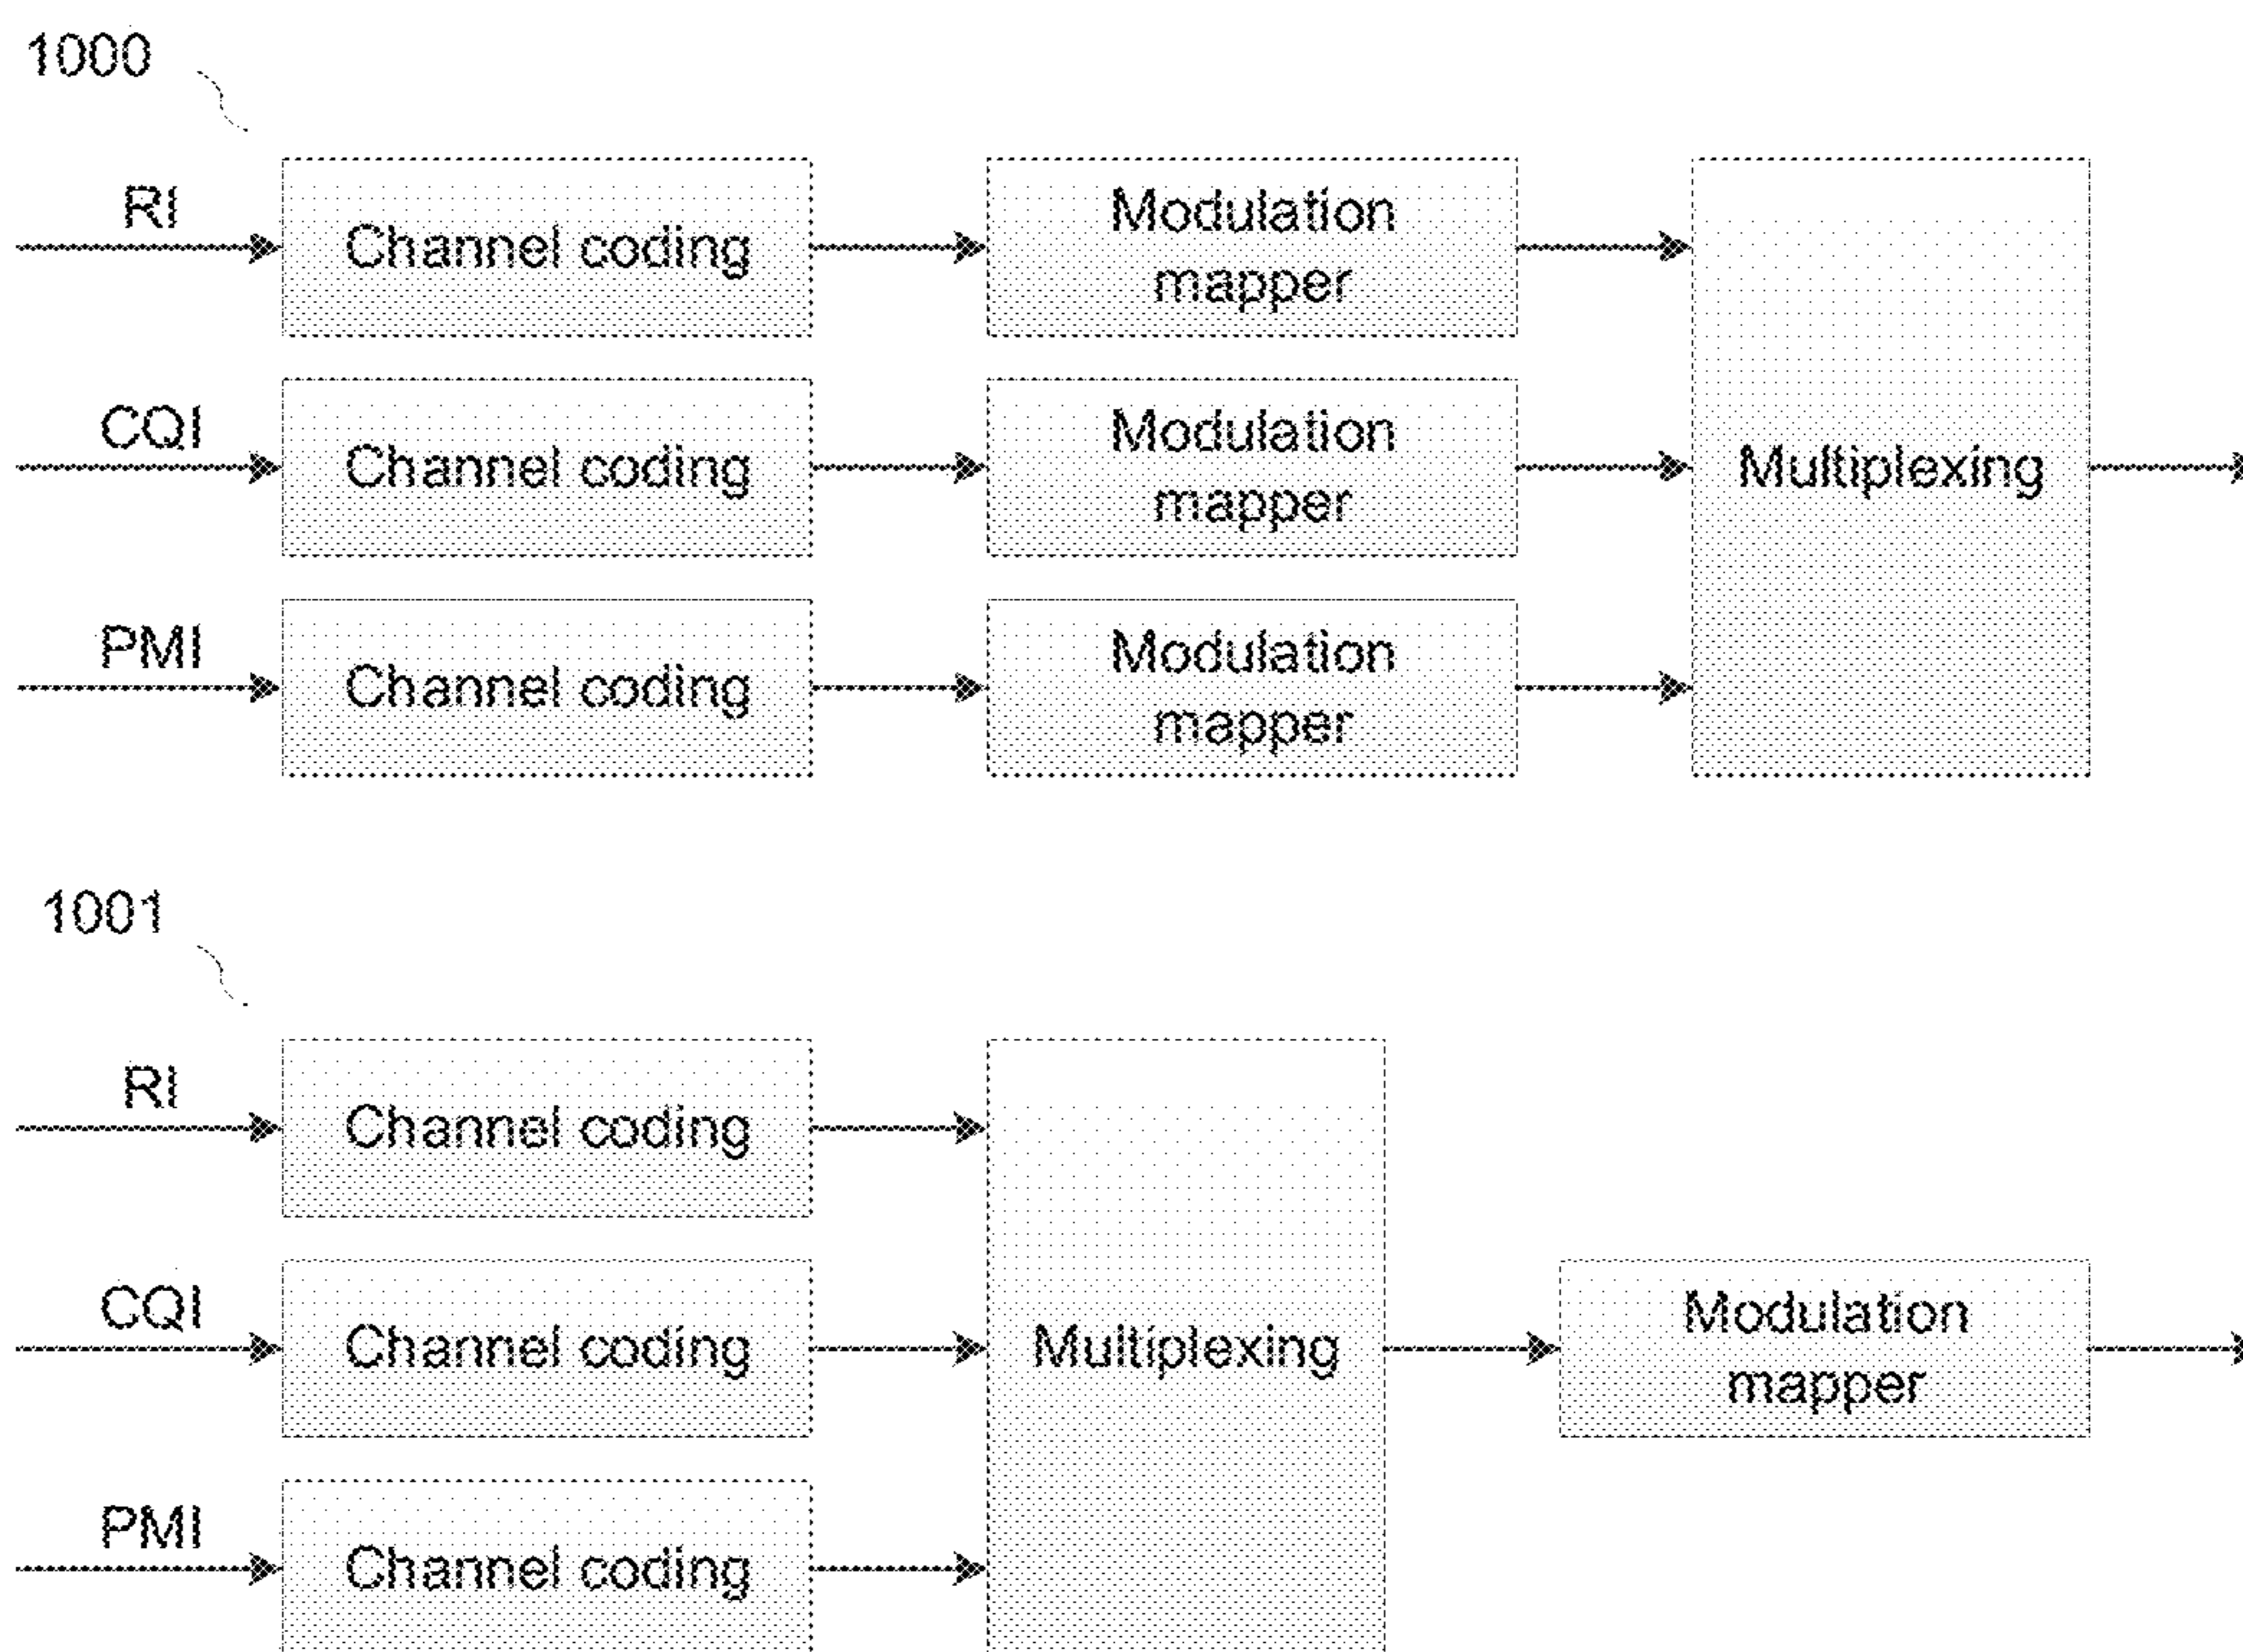 1000
RI
Channel coding
Modulation
mapper
CQI
Channel coding
Modulation
mapper
Multiplexing
PMI
Channel coding
Modulation
mapper
1001
RI
Channel coding
CQI
Channel coding
Multiplexing
Modulation
mapper
PMI
Channel coding